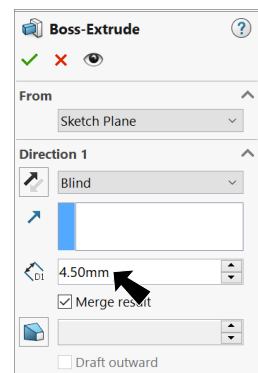 Boss-Extrude
?
From
Sketch Plane
Direction 1
Blind
D1
4.50mm
Merge result
Draft outward